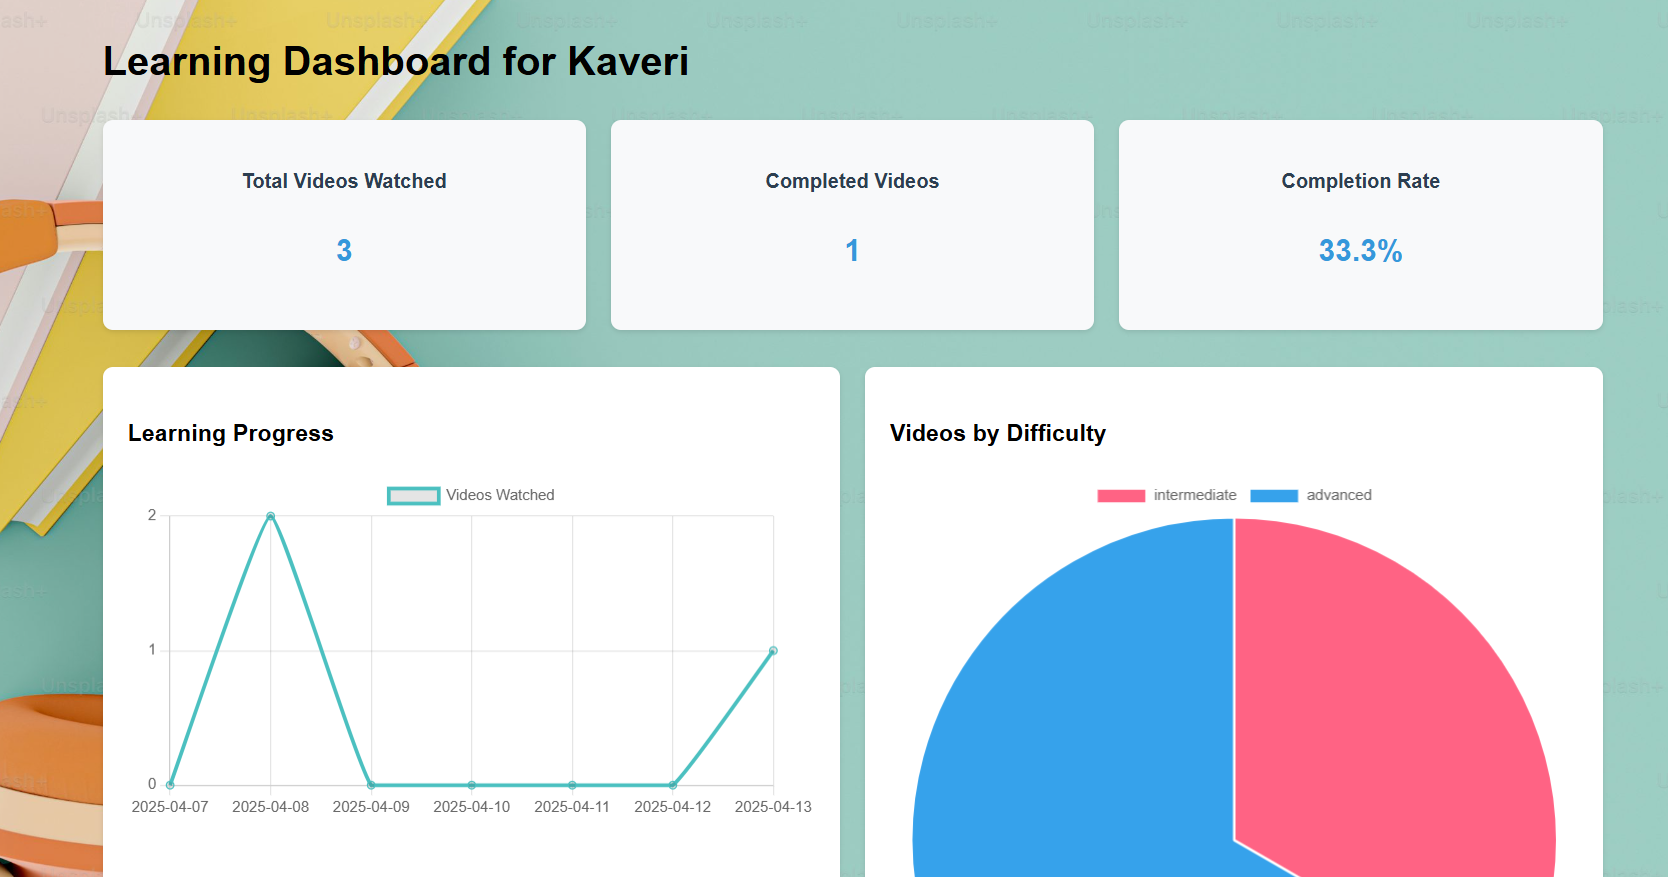 Learning Dashboard for Kaveri
Total Videos Watched
3
Completed Videos
1
Completion Rate
33.3%
Learning Progress
Videos Watched
2
1
0
2025-04-07 2025-04-08 2025-04-09 2025-04-10 2025-04-11 2025-04-12 2025-04-13
Videos by Difficulty
intermediate advanced
Unsplash+